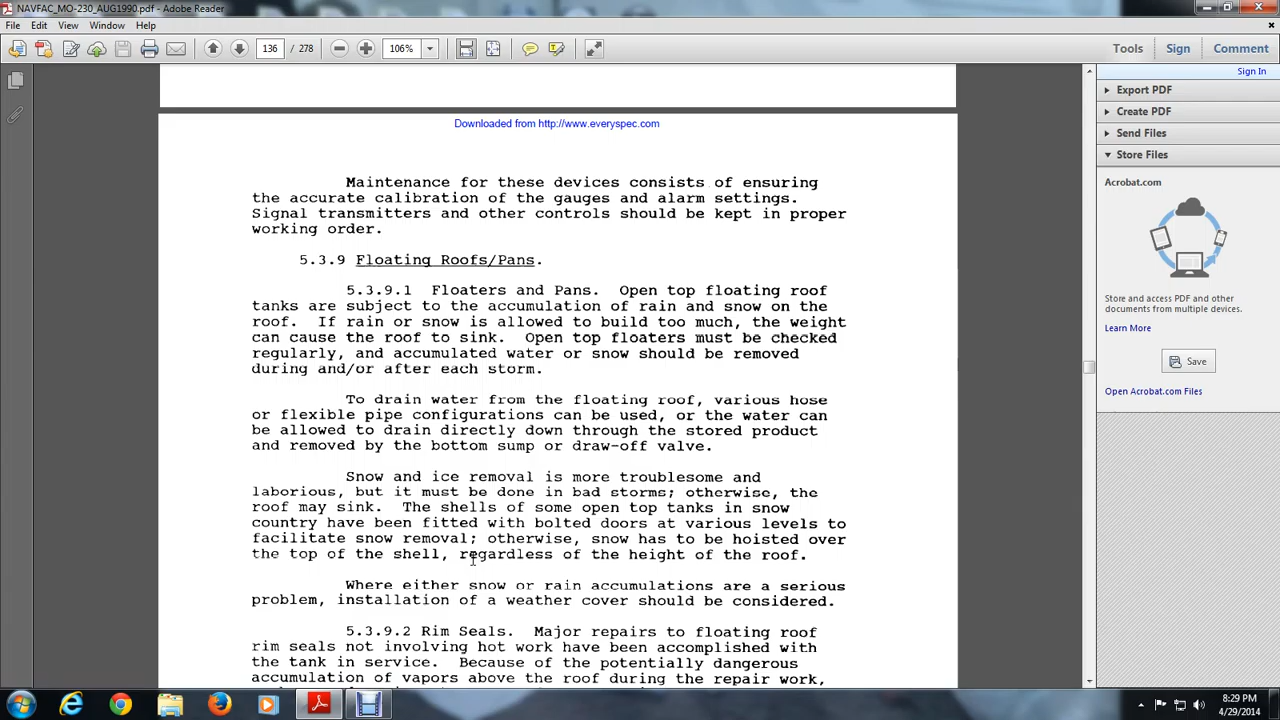 NAVFAC_MO-230_AUG1990.pdf - Adobe Reader
File Edit View Window Help
136 / 278 106% Tools Sign Comment
Sign In
Export PDF
Create PDF
Send Files
Store Files
Acrobat.com
Store and access PDF and other
documents from multiple devices.
Learn More
Save
Open Acrobat.com Files
Downloaded from http://www.everyspec.com
Maintenance for these devices consists of ensuring
the accurate calibration of the gauges and alarm settings.
Signal transmitters and other controls should be kept in proper
working order.
5.3.9 Floating Roofs/Pans.
5.3.9.1 Floaters and Pans. Open top floating roof
tanks are subject to the accumulation of rain and snow on the
roof. If rain or snow is allowed to build too much, the weight
can cause the roof to sink. Open top floaters must be checked
regularly, and accumulated water or snow should be removed
during and/or after each storm.
To drain water from the floating roof, various hose
or flexible pipe configurations can be used, or the water can
be allowed to drain directly down through the stored product
and removed by the bottom sump or draw-off valve.
Snow and ice removal is more troublesome and
laborious, but it must be done in bad storms; otherwise, the
roof may sink. The shells of some open top tanks in snow
country have been fitted with bolted doors at various levels to
facilitate snow removal; otherwise, snow has to be hoisted over
the top of the shell, regardless of the height of the roof.
Where either snow or rain accumulations are a serious
problem, installation of a weather cover should be considered.
5.3.9.2 Rim Seals. Major repairs to floating roof
rim seals not involving hot work have been accomplished with
the tank in service. Because of the potentially dangerous
accumulation of vapors above the roof during the repair work,
8:29 PM
4/29/2014